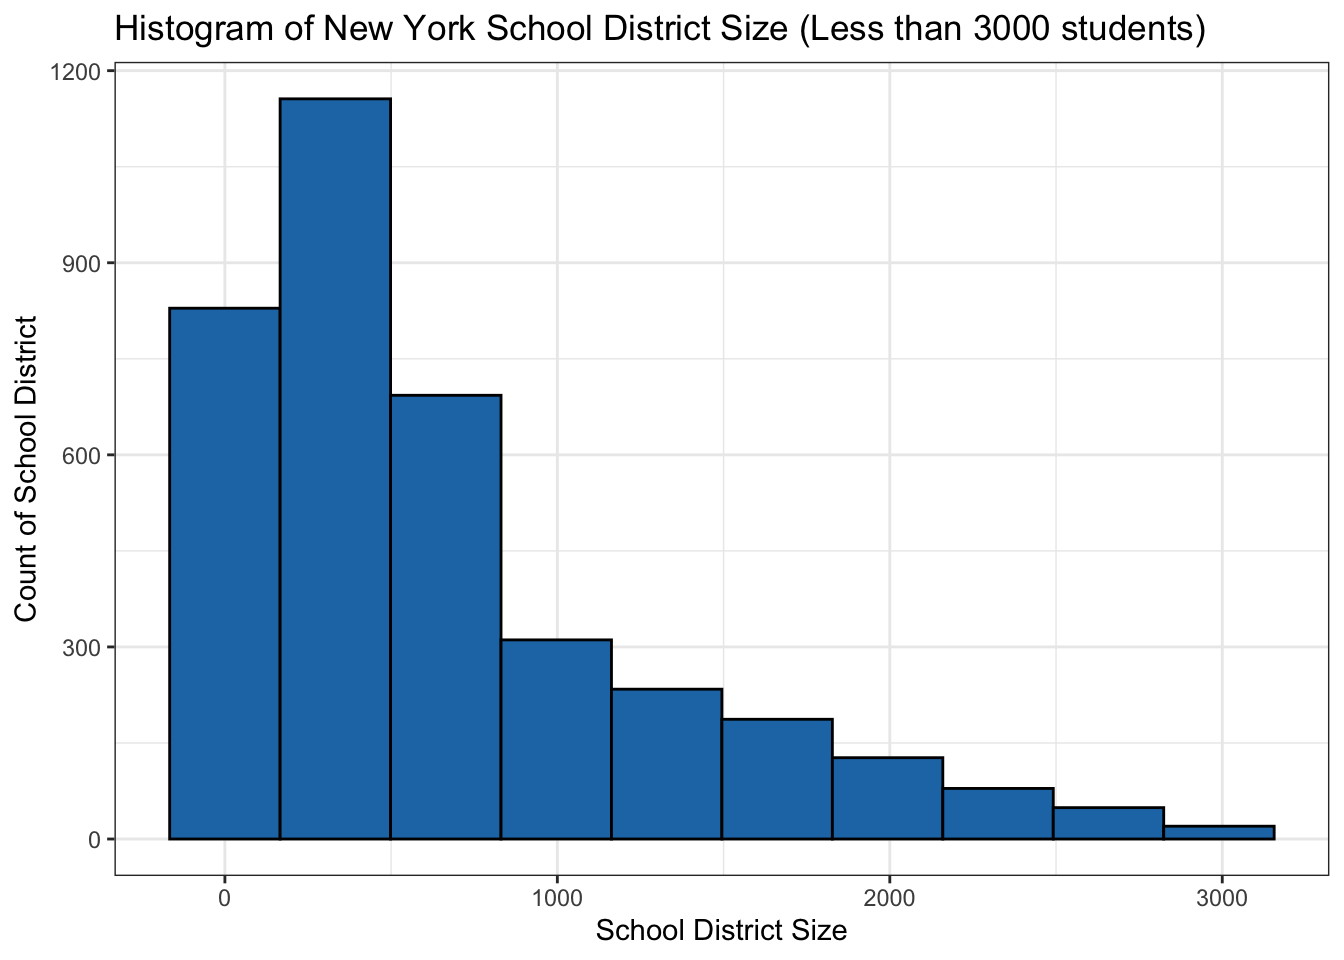 Histogram of New York School District Size (Less than 3000 students)
1200
900
600
300
0
Count of School District
0 1000 2000 3000
School District Size